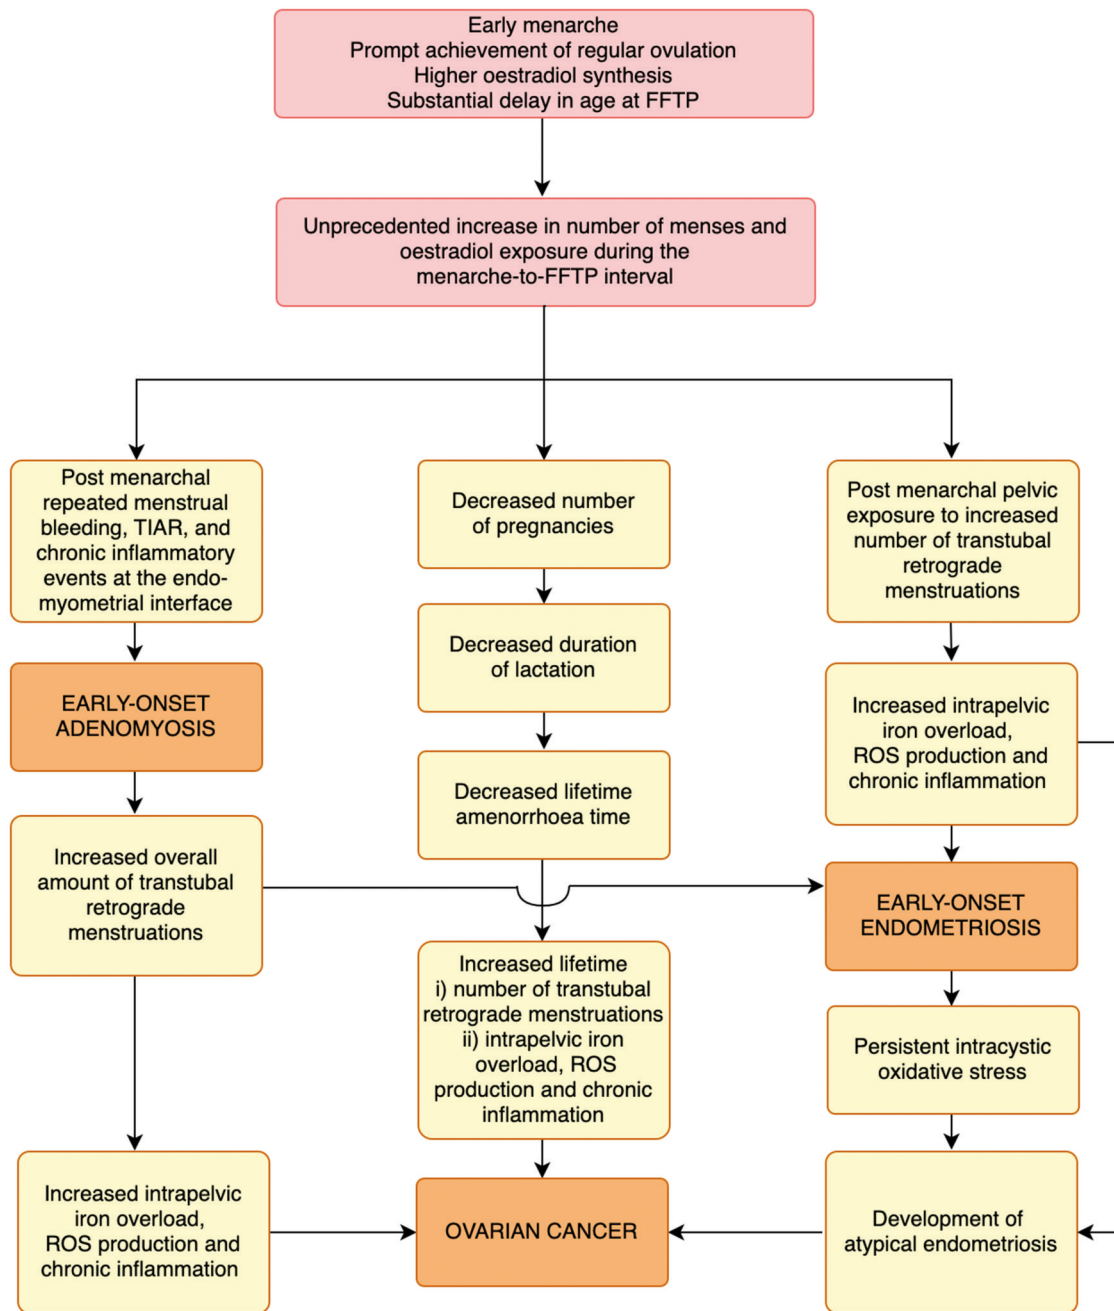 Early menarche
Prompt achievement of regular ovulation
Higher oestradiol synthesis
Substantial delay in age at FFTP
Unprecedented increase in number of menses and
oestradiol exposure during the
menarche-to-FFTP interval
Post menarchal
repeated menstrual
bleeding, TIAR, and
chronic inflammatory
events at the endo-
myometrial interface
Decreased number
of pregnancies
Post menarchal pelvic
exposure to increased
number of transtubal
retrograde
menstruations
Decreased duration
of lactation
EARLY-ONSET
ADENOMYOSIS
Increased intrapelvic
iron overload,
ROS production and
chronic inflammation
Decreased lifetime
amenorrhoea time
Increased overall
amount of transtubal
retrograde
menstruations
EARLY-ONSET
ENDOMETRIOSIS
Increased lifetime
i) number of transtubal
retrograde menstruations
ii) intrapelvic iron
overload, ROS
production and chronic
inflammation
Persistent intracystic
oxidative stress
Increased intrapelvic
iron overload,
ROS production and
chronic inflammation
OVARIAN CANCER
Development of
atypical endometriosis